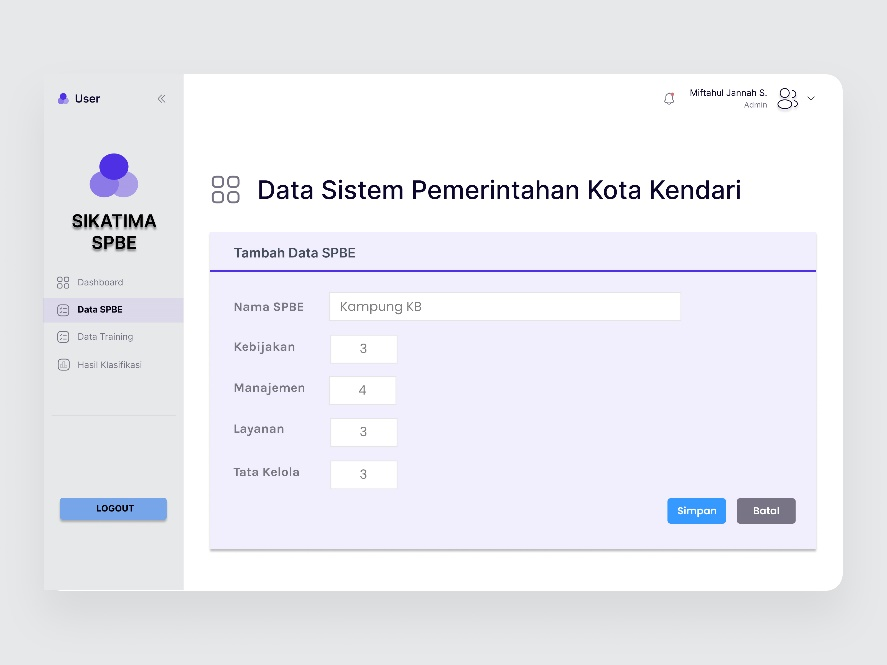 User
Miftahul Jannah S.
Admin
SIKATIMA
SPBE
Dashboard
Data SPBE
Data Training
Hasil Klasifikasi
LOGOUT
Data Sistem Pemerintahan Kota Kendari
Tambah Data SPBE
Nama SPBE Kampung KB
Kebijakan 3
Manajemen 4
Layanan 3
Tata Kelola 3
Simpan Batal